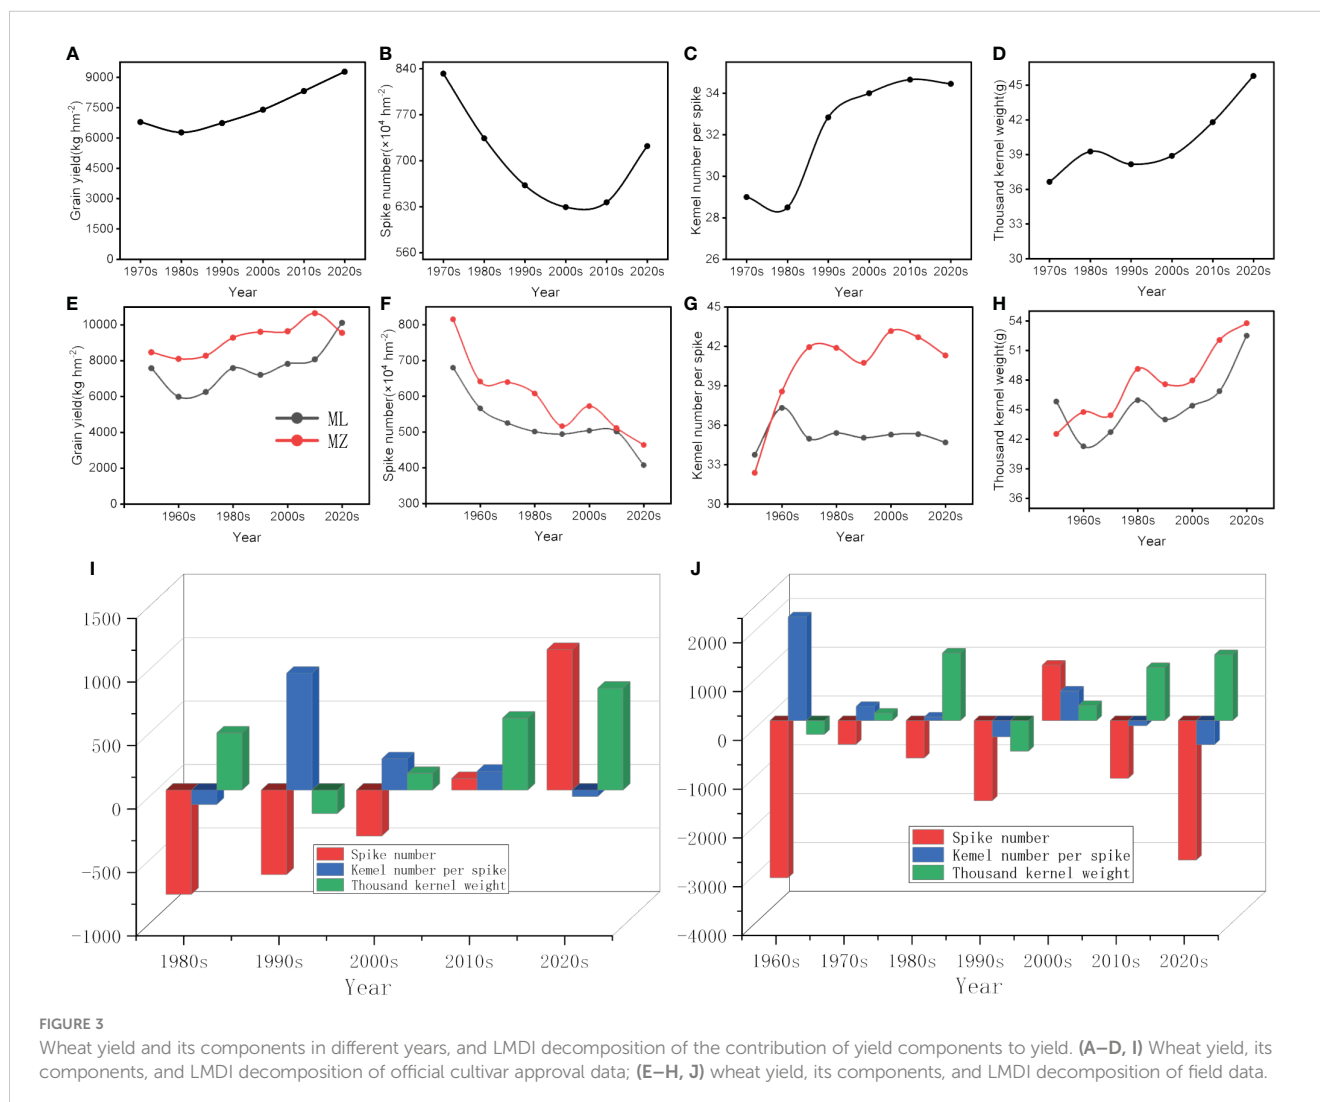 A
Grain yield(kg hm-2)
9000
7500
6000
4500
3000
1500
0
1970s 1980s 1990s 2000s 2010s 2020s
Year
B
Spike number(×10⁴ hm⁻²)
840
770
700
630
560
1970s 1980s 1990s 2000s 2010s 2020s
Year
C
Kemel number per spike
34
32
30
28
26
1970s 1980s 1990s 2000s 2010s 2020s
Year
D
Thousand kernel weight(g)
45
42
39
36
33
30
1970s 1980s 1990s 2000s 2010s 2020s
Year
E
Grain yield(kg hm⁻²)
10000
8000
6000
4000
2000
0
ML
MZ
1960s 1980s 2000s 2020s
Year
F
Spike number(×10⁴ hm⁻²)
800
700
600
500
400
300
1960s 1980s 2000s 2020s
Year
G
Kemel number per spike
45
42
39
36
33
30
1960s 1980s 2000s 2020s
Year
H
Thousand kernel weight(g)
54
51
48
45
42
39
36
1960s 1980s 2000s 2020s
Year
I
1500
1000
500
0
-500
-1000
Spike number
Kemel number per spike
Thousand kernel weight
1980s 1990s 2000s 2010s 2020s
Year
J
2000
1000
0
-1000
-2000
-3000
-4000
Spike number
Kemel number per spike
Thousand kernel weight
1960s 1970s 1980s 1990s 2000s 2010s 2020s
Year
FIGURE 3
Wheat yield and its components in different years, and LMDI decomposition of the contribution of yield components to yield. (A–D, I) Wheat yield, its
components, and LMDI decomposition of official cultivar approval data; (E–H, J) wheat yield, its components, and LMDI decomposition of field data.